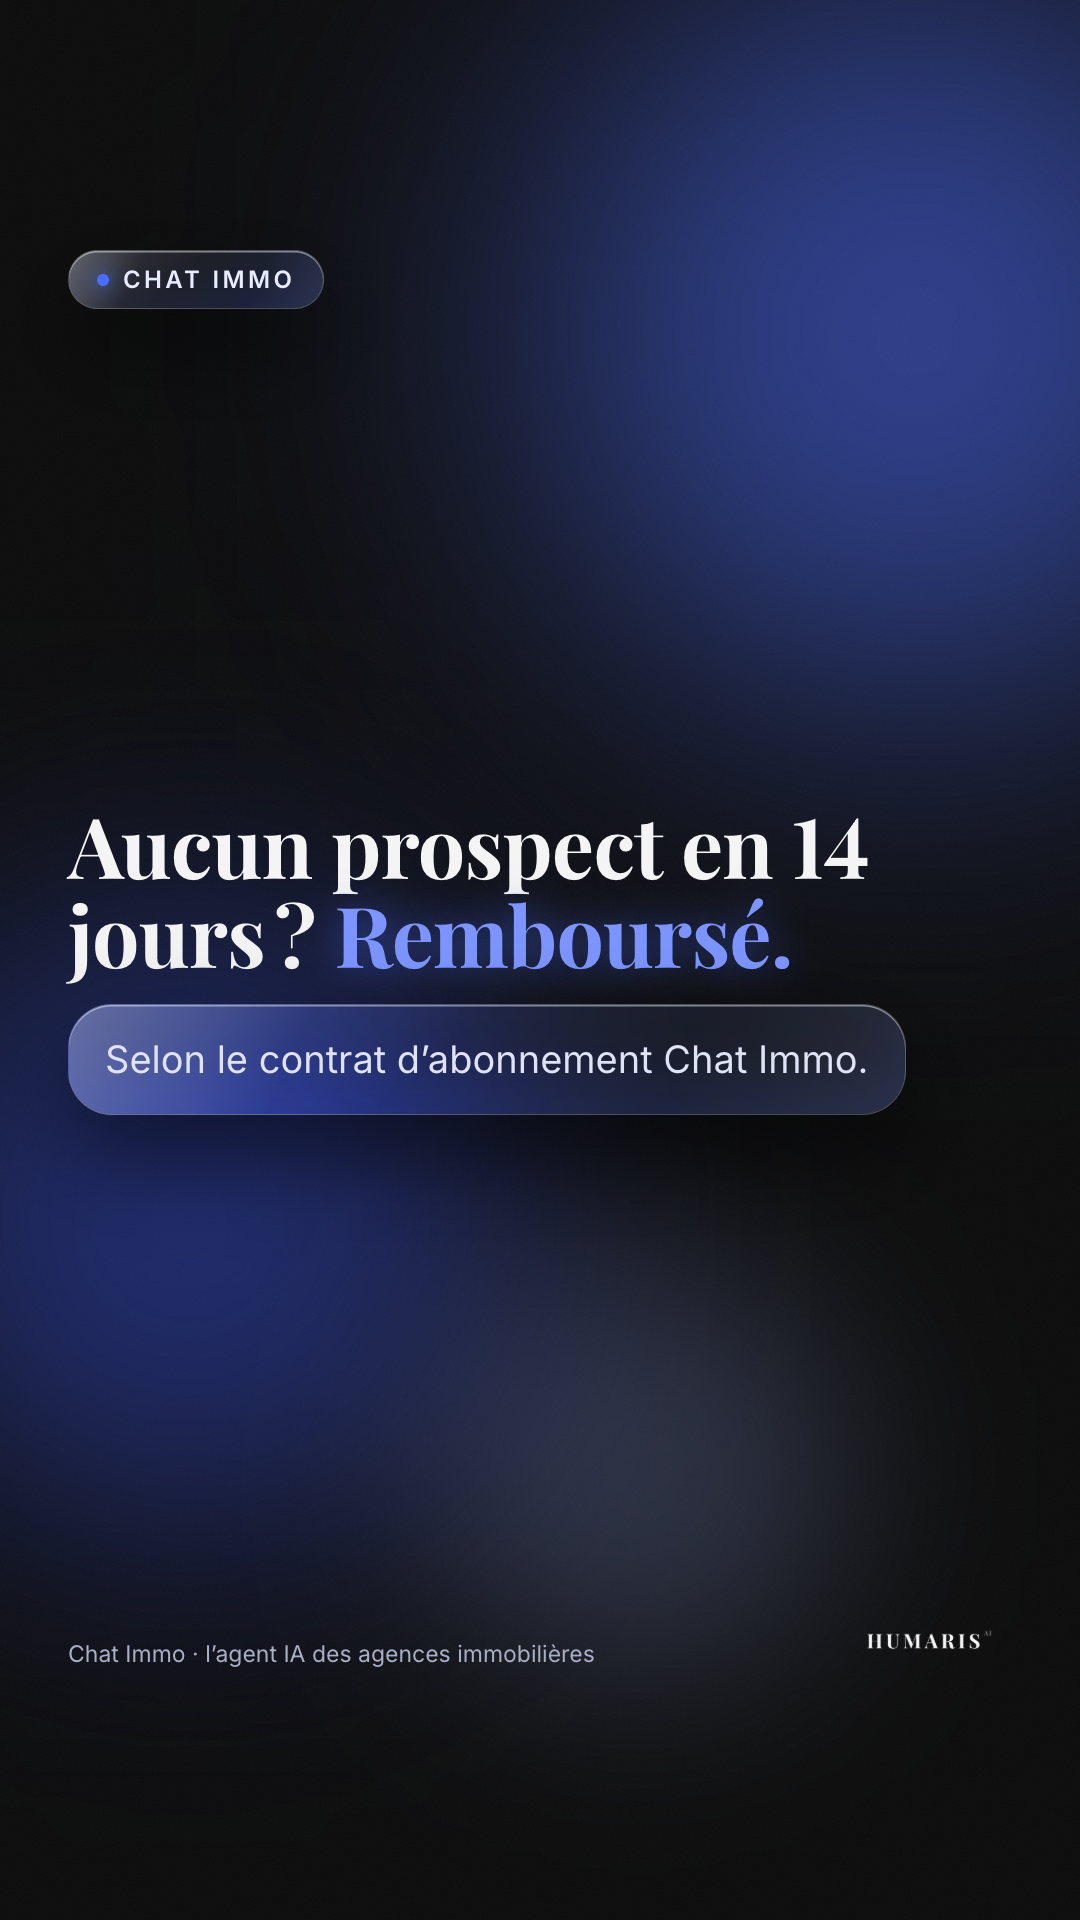 CHAT IMMO
Aucun prospect en 14
jours ? Remboursé.
Selon le contrat d’abonnement Chat Immo.
Chat Immo · l’agent IA des agences immobilières
HUMARIS AI